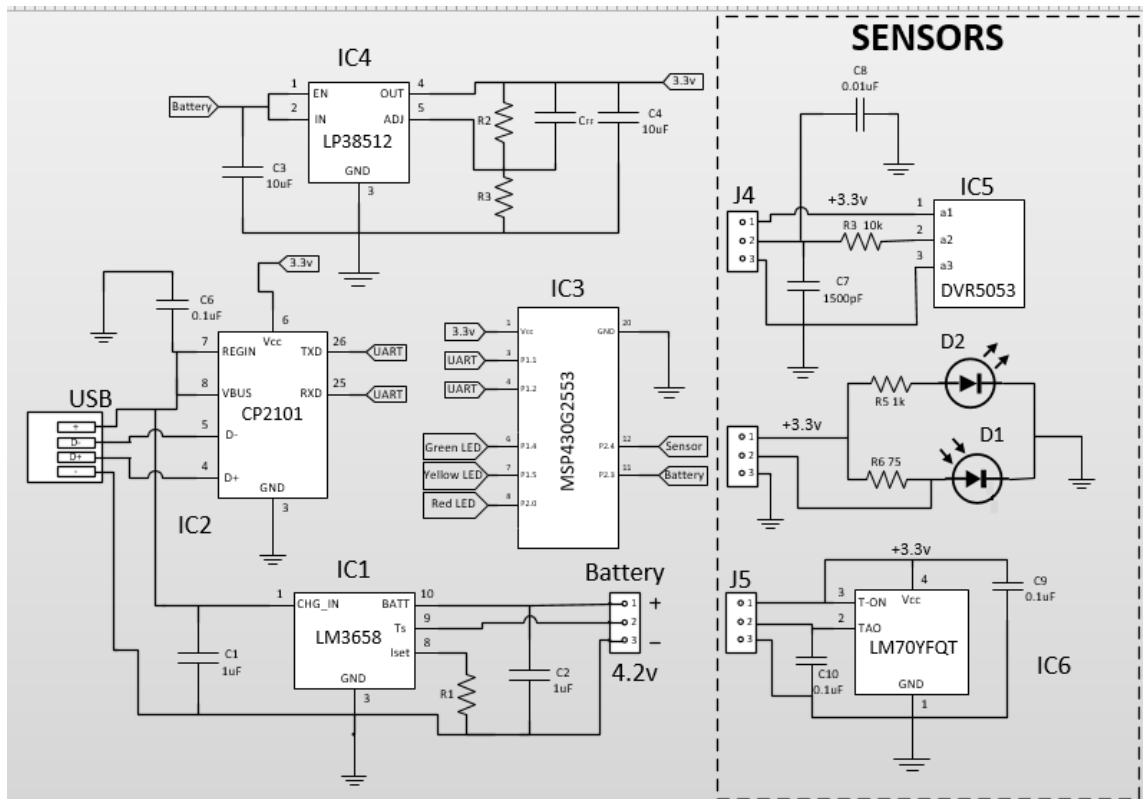 SENSORS
IC4
Battery
1
EN
2
IN
OUT
4
ADJ
5
LP38512
GND
3
3.3v
R2
CFF
C4
10uF
C3
10uF
R3
C8
0.01uF
J4
1
2
3
+3.3v
R3 10k
C7
1500pF
IC5
1
a1
2
a2
3
a3
DVR5053
3.3v
C6
0.1uF
6
Vcc
7
REGIN
8
VBUS
5
D-
4
D+
TXD
26
UART
RXD
25
UART
CP2101
GND
3
IC2
USB
+
D-
D+
-
IC3
3.3v
1
Vcc
UART
3
P1.1
UART
4
P1.2
Green LED
6
P1.4
Yellow LED
7
P1.5
Red LED
8
P2.0
MSP430G2553
GND
20
P2.4
12
Sensor
P2.3
11
Battery
D2
R5 1k
1
2
3
+3.3v
D1
R6 75
IC1
1
CHG_IN
BATT
10
Ts
9
Iset
8
LM3658
GND
3
C1
1uF
R1
C2
1uF
Battery
1
+
2
3
−
4.2v
J5
1
2
3
+3.3v
4
Vcc
3
T-ON
2
TAO
LM70YFQT
GND
1
C9
0.1uF
C10
0.1uF
IC6